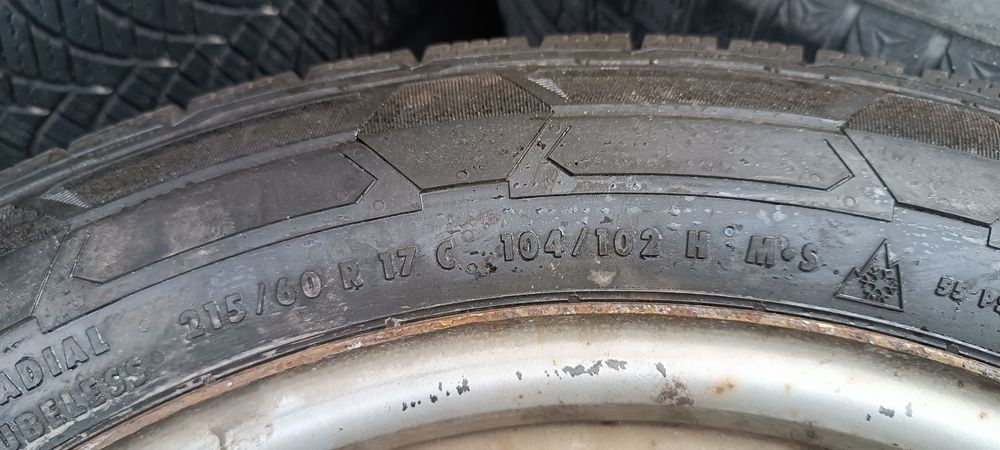 RADIAL 215/60 R 17 C 104/102 H M•S
TUBELESS